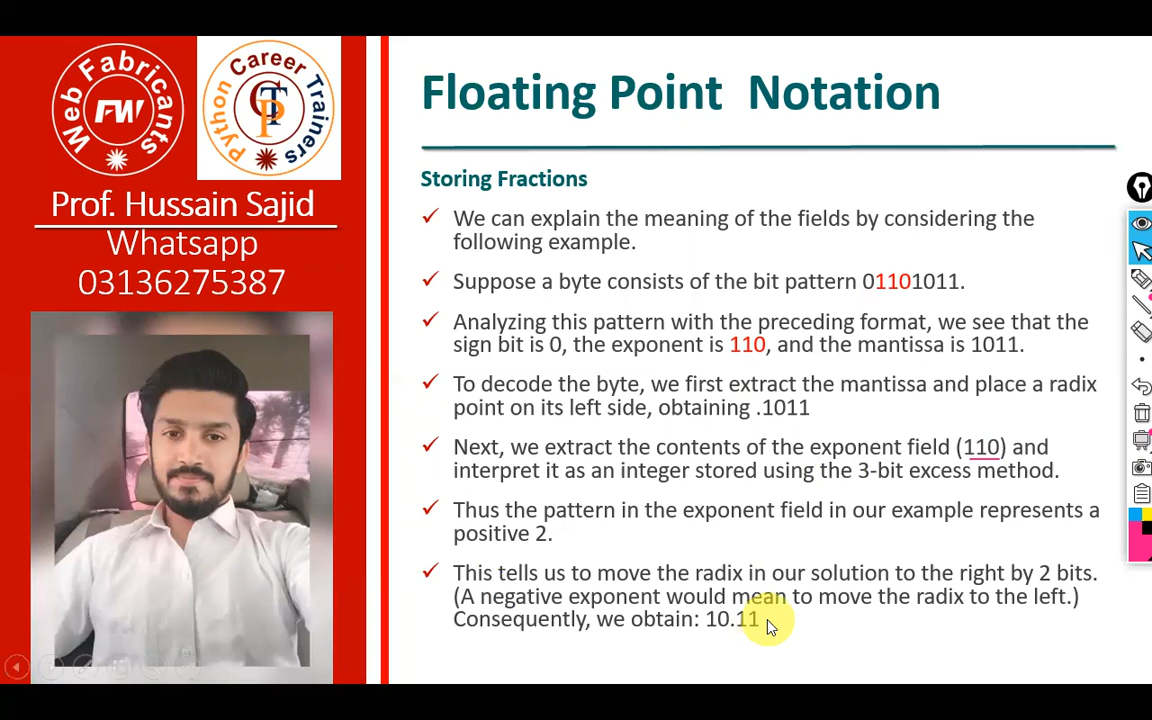 Web Fabricants
FW
Python Career Trainers
CTP
Prof. Hussain Sajid
Whatsapp
03136275387
Floating Point Notation
Storing Fractions
We can explain the meaning of the fields by considering the
following example.
Suppose a byte consists of the bit pattern 01101011.
Analyzing this pattern with the preceding format, we see that the
sign bit is 0, the exponent is 110, and the mantissa is 1011.
To decode the byte, we first extract the mantissa and place a radix
point on its left side, obtaining .1011
Next, we extract the contents of the exponent field (110) and
interpret it as an integer stored using the 3-bit excess method.
Thus the pattern in the exponent field in our example represents a
positive 2.
This tells us to move the radix in our solution to the right by 2 bits.
(A negative exponent would mean to move the radix to the left.)
Consequently, we obtain: 10.11